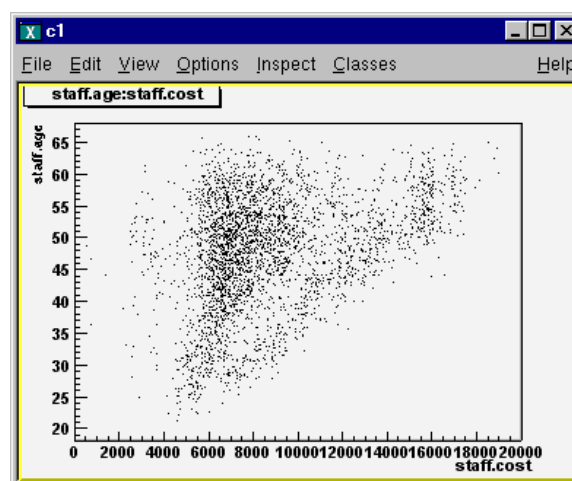 c1
File Edit View Options Inspect Classes Help
staff.age:staff.cost
staff.age
65
60
55
50
45
40
35
30
25
20
0 2000 4000 6000 8000 10000 12000 14000 16000 18000 20000
staff.cost